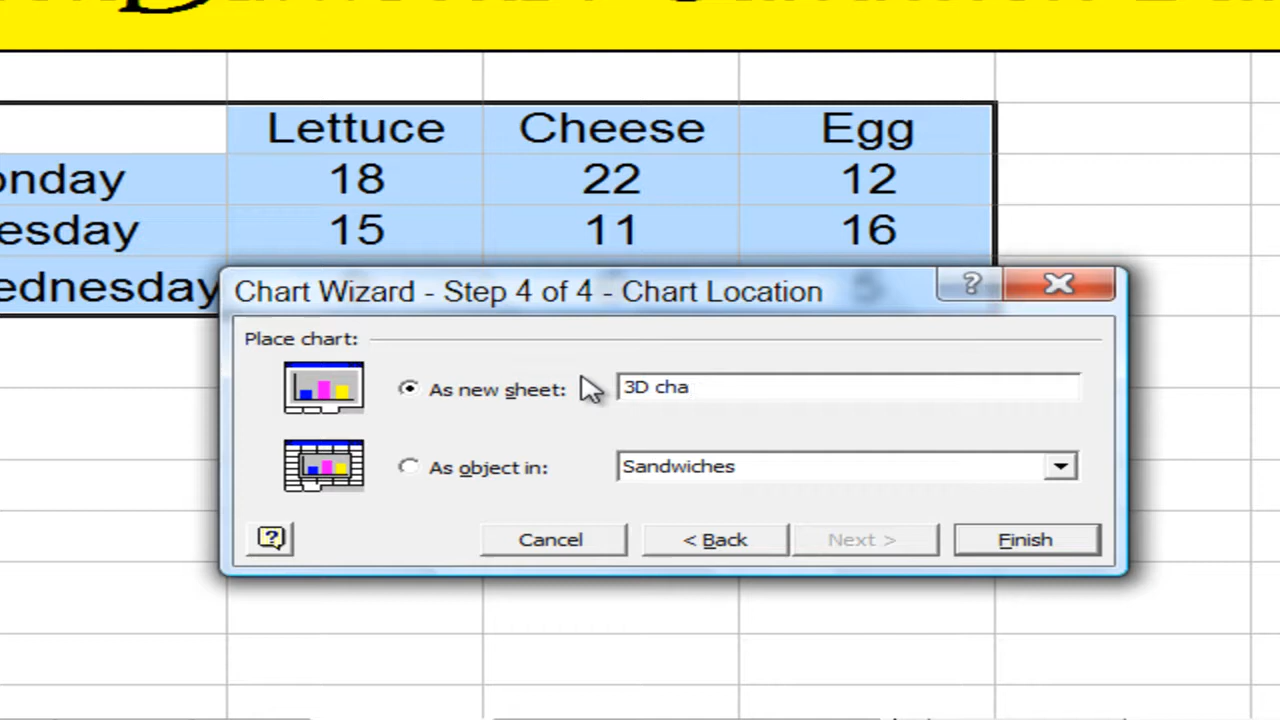 Lettuce Cheese Egg
onday 18 22 12
esday 15 11 16
ednesday
Chart Wizard - Step 4 of 4 - Chart Location
Place chart:
As new sheet: 3D cha
As object in: Sandwiches
Cancel < Back Next > Finish